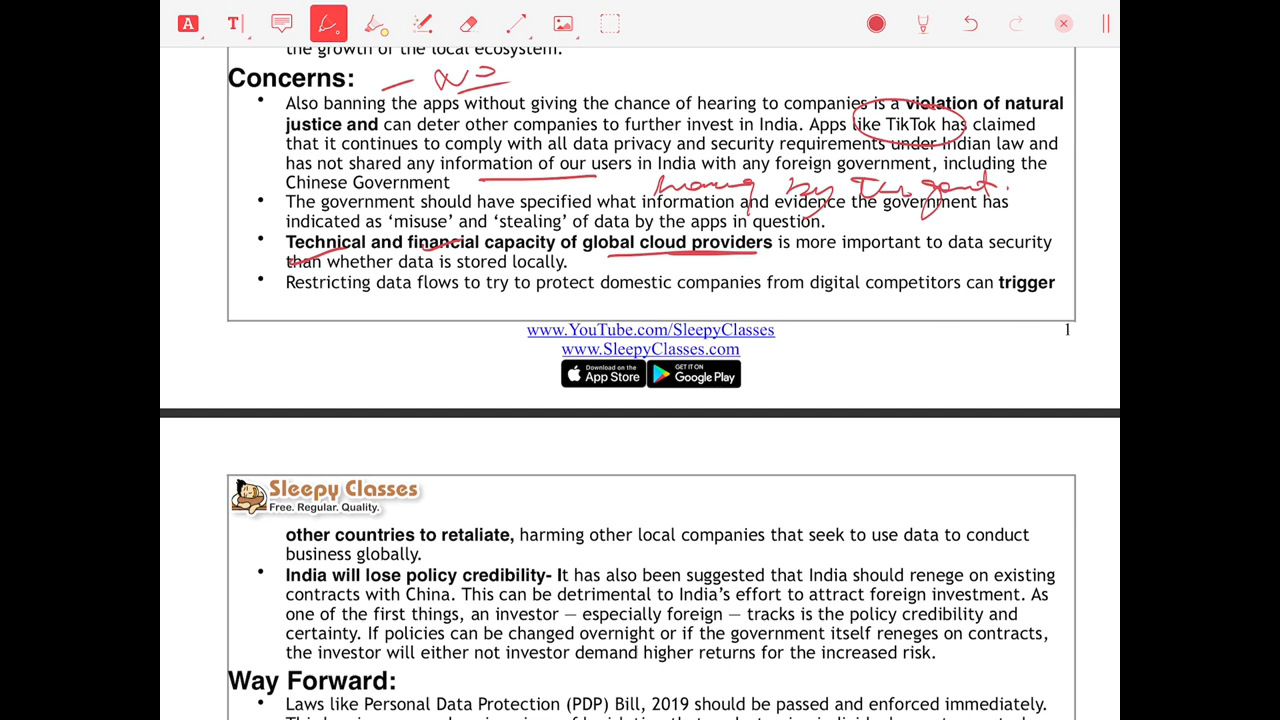 A T
the growth of the local ecosystem.
Concerns:
• Also banning the apps without giving the chance of hearing to companies is a violation of natural
justice and can deter other companies to further invest in India. Apps like TikTok has claimed
that it continues to comply with all data privacy and security requirements under Indian law and
has not shared any information of our users in India with any foreign government, including the
Chinese Government
by the govt.
• The government should have specified what information and evidence the government has
indicated as ‘misuse’ and ‘stealing’ of data by the apps in question.
• Technical and financial capacity of global cloud providers is more important to data security
than whether data is stored locally.
• Restricting data flows to try to protect domestic companies from digital competitors can trigger
www.YouTube.com/SleepyClasses 1
www.SleepyClasses.com
Download on the App Store GET IT ON Google Play
Sleepy Classes
Free. Regular. Quality.
other countries to retaliate, harming other local companies that seek to use data to conduct
business globally.
• India will lose policy credibility- It has also been suggested that India should renege on existing
contracts with China. This can be detrimental to India’s effort to attract foreign investment. As
one of the first things, an investor — especially foreign — tracks is the policy credibility and
certainty. If policies can be changed overnight or if the government itself reneges on contracts,
the investor will either not investor demand higher returns for the increased risk.
Way Forward:
• Laws like Personal Data Protection (PDP) Bill, 2019 should be passed and enforced immediately.